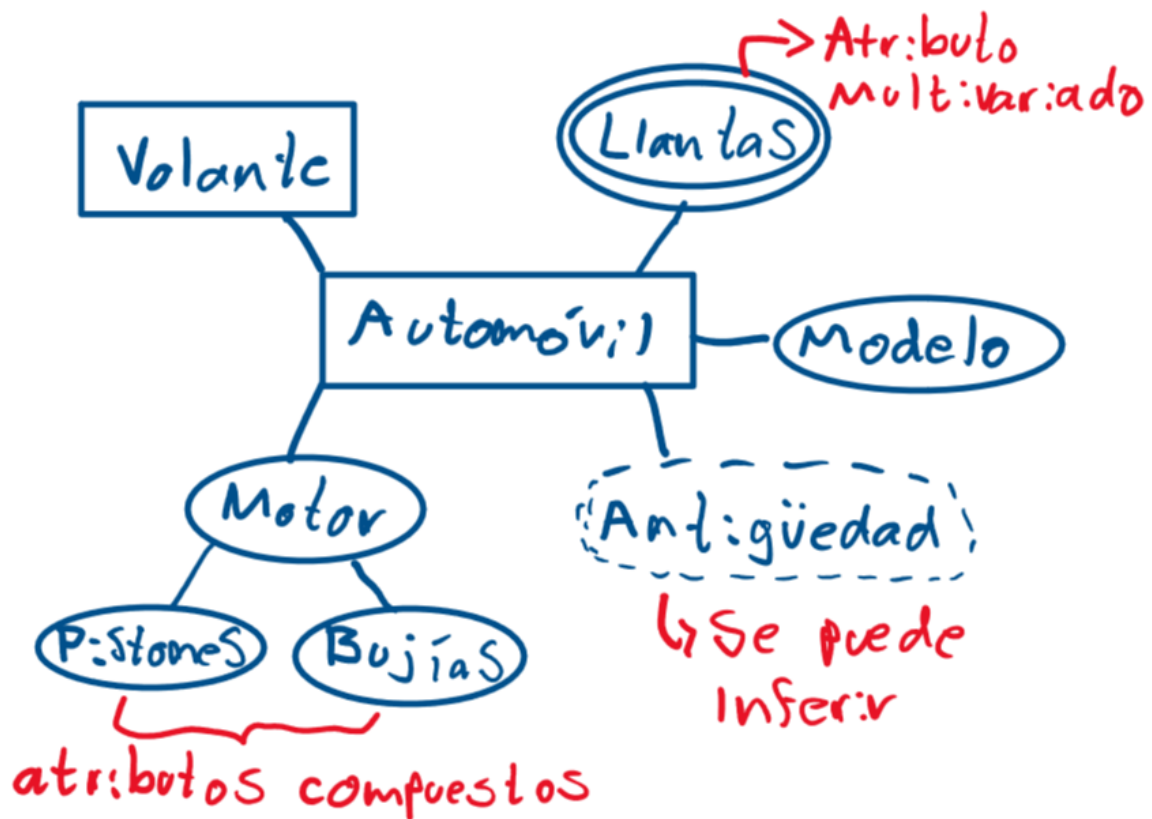 Atributo
multivariado
Volante
Llantas
Automóvil
Modelo
Motor
Antigüedad
Pistones
Bujías
Se puede
Inferir
atributos compuestos